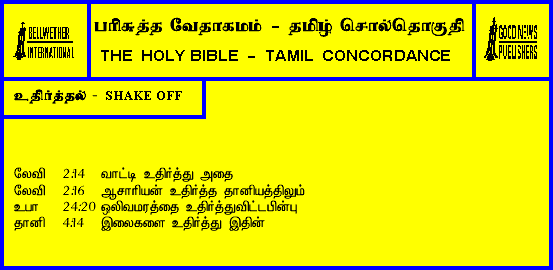 BELLWETHER
INTERNATIONAL
பரிசுத்த வேதாகமம் - தமிழ் சொல்தொகுதி
THE HOLY BIBLE - TAMIL CONCORDANCE
GOOD NEWS
PUBLISHERS
உதிர்த்தல் - SHAKE OFF
லேவி 2:14 வாட்டி உதிர்த்து அதை
லேவி 2:16 ஆசாரியன் உதிர்த்த தானியத்திலும்
உபா 24:20 ஒலிவமரத்தை உதிர்த்துவிட்டபின்பு
தானி 4:14 இலைகளை உதிர்த்து இதின்